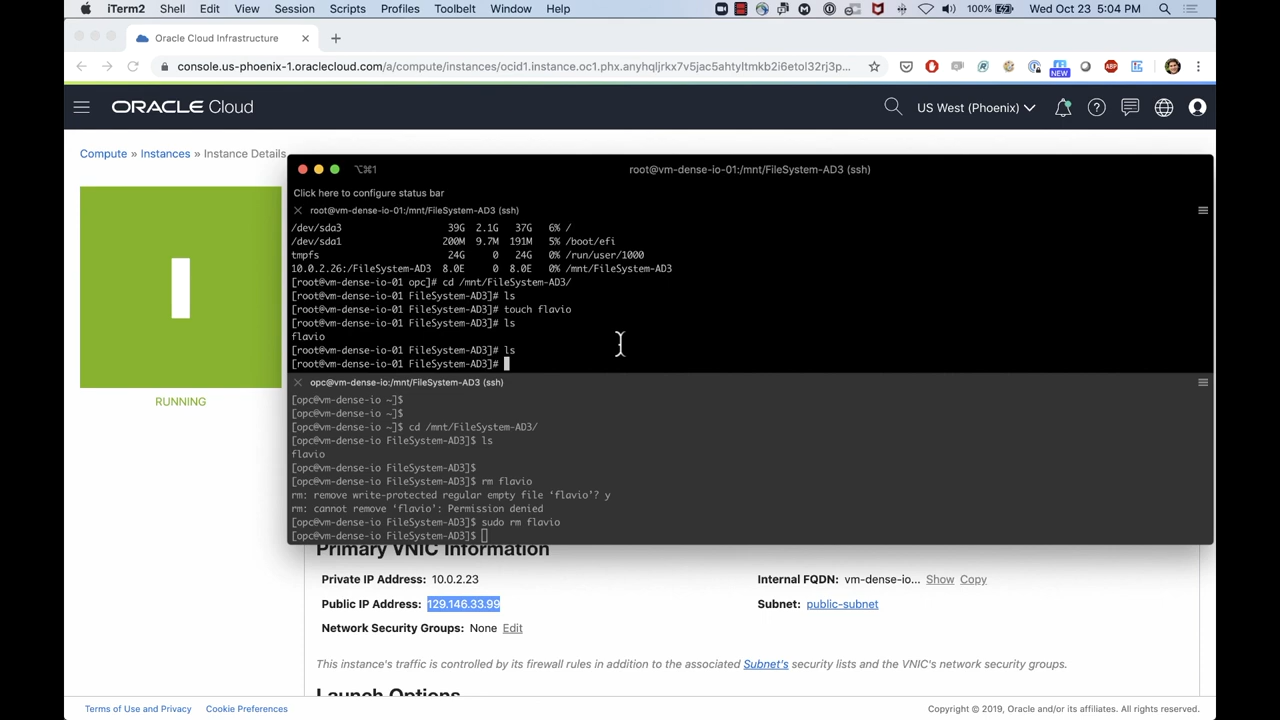 iTerm2 Shell Edit View Session Scripts Profiles Toolbelt Window Help 100% Wed Oct 23 5:04 PM
Oracle Cloud Infrastructure
console.us-phoenix-1.oraclecloud.com/a/compute/instances/ocid1.instance.oc1.phx.anyhqljrkx7v5jac5ahtyltmkb2i6etol32rj3p...
NEW
ABP
ORACLE Cloud US West (Phoenix)
Compute » Instances » Instance Details
⌥⌘1 root@vm-dense-io-01:/mnt/FileSystem-AD3 (ssh)
Click here to configure status bar
root@vm-dense-io-01:/mnt/FileSystem-AD3 (ssh)
/dev/sda3 39G 2.1G 37G 6% /
/dev/sda1 200M 9.7M 191M 5% /boot/efi
tmpfs 24G 0 24G 0% /run/user/1000
10.0.2.26:/FileSystem-AD3 8.0E 0 8.0E 0% /mnt/FileSystem-AD3
[root@vm-dense-io-01 opc]# cd /mnt/FileSystem-AD3/
[root@vm-dense-io-01 FileSystem-AD3]# ls
[root@vm-dense-io-01 FileSystem-AD3]# touch flavio
[root@vm-dense-io-01 FileSystem-AD3]# ls
flavio
[root@vm-dense-io-01 FileSystem-AD3]# ls
[root@vm-dense-io-01 FileSystem-AD3]#
RUNNING
opc@vm-dense-io:/mnt/FileSystem-AD3 (ssh)
[opc@vm-dense-io ~]$
[opc@vm-dense-io ~]$
[opc@vm-dense-io ~]$ cd /mnt/FileSystem-AD3/
[opc@vm-dense-io FileSystem-AD3]$ ls
flavio
[opc@vm-dense-io FileSystem-AD3]$
[opc@vm-dense-io FileSystem-AD3]$ rm flavio
rm: remove write-protected regular empty file ‘flavio’? y
rm: cannot remove ‘flavio’: Permission denied
[opc@vm-dense-io FileSystem-AD3]$ sudo rm flavio
[opc@vm-dense-io FileSystem-AD3]$
Primary VNIC Information
Private IP Address: 10.0.2.23 Internal FQDN: vm-dense-io... Show Copy
Public IP Address: 129.146.33.99 Subnet: public-subnet
Network Security Groups: None Edit
This instance's traffic is controlled by its firewall rules in addition to the associated Subnet's security lists and the VNIC's network security groups.
Launch Options
Terms of Use and Privacy Cookie Preferences Copyright © 2019, Oracle and/or its affiliates. All rights reserved.